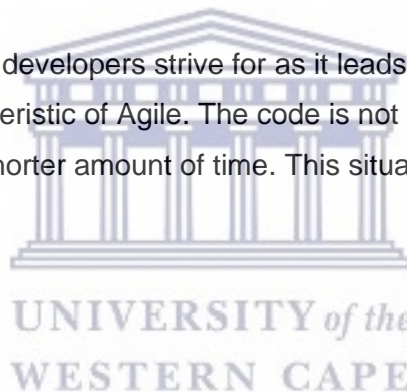 developers strive for as it leads
eristic of Agile. The code is not
horter amount of time. This situa
UNIVERSITY of the
WESTERN CAPE